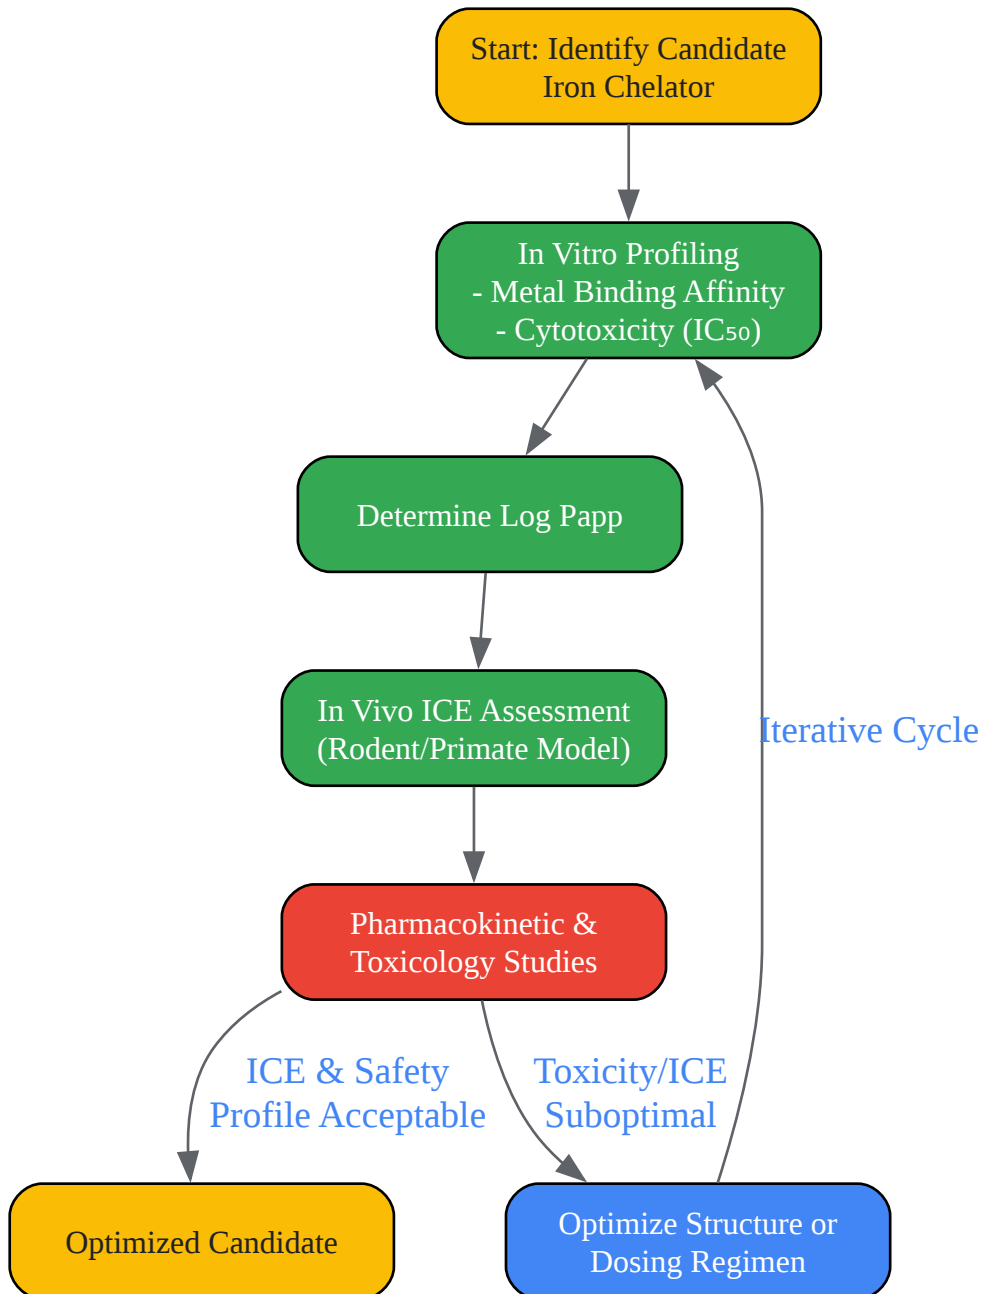 Start: Identify Candidate
Iron Chelator
In Vitro Profiling
- Metal Binding Affinity
- Cytotoxicity (IC₅₀)
Determine Log Papp
In Vivo ICE Assessment
(Rodent/Primate Model)
Iterative Cycle
Pharmacokinetic &
Toxicology Studies
ICE & Safety
Profile Acceptable
Toxicity/ICE
Suboptimal
Optimized Candidate
Optimize Structure or
Dosing Regimen